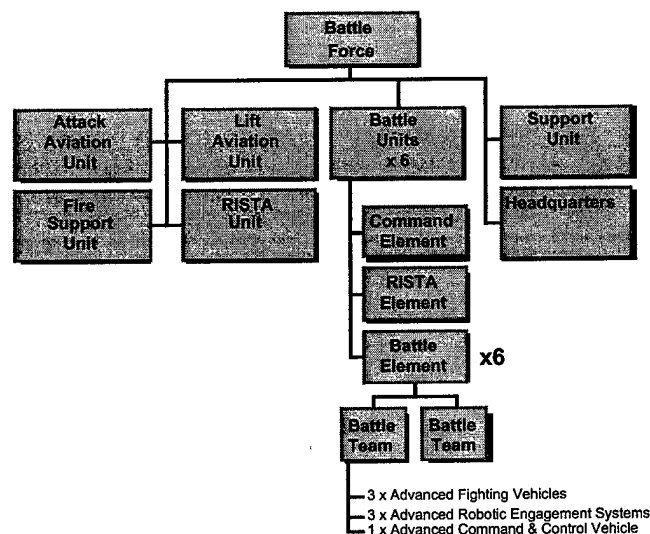 Battle
Force
Attack
Aviation
Unit
Lift
Aviation
Unit
Battle
Units
x 6
Support
Unit
Fire
Support
Unit
RISTA
Unit
Headquarters
Command
Element
RISTA
Element
Battle
Element
x6
Battle
Team
Battle
Team
3 x Advanced Fighting Vehicles
3 x Advanced Robotic Engagement Systems
1 x Advanced Command & Control Vehicle